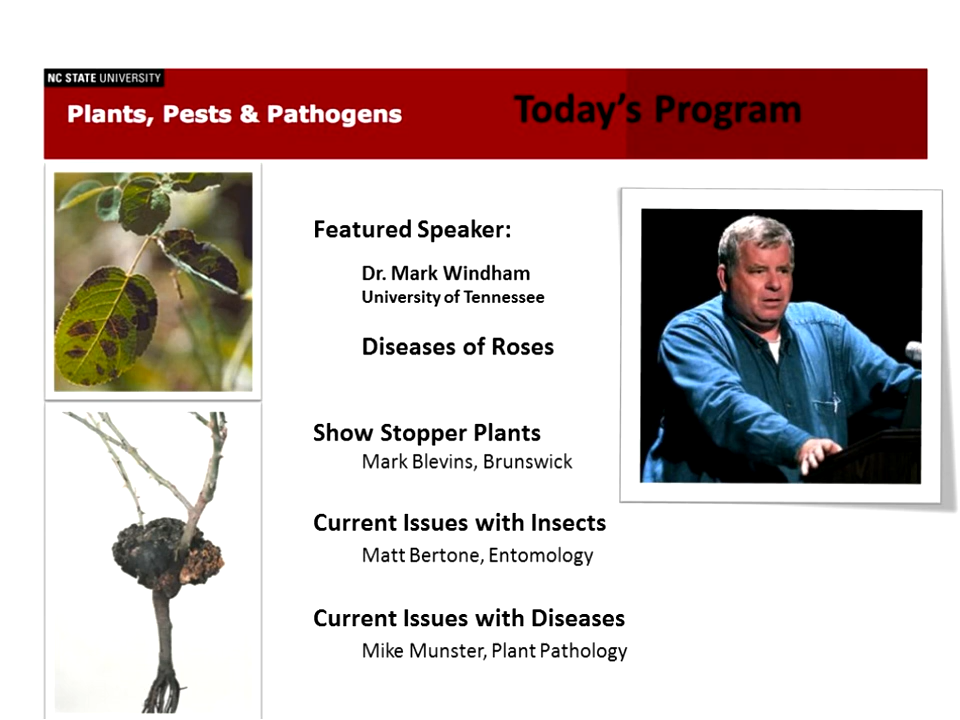 NC STATE UNIVERSITY
Plants, Pests & Pathogens
Today's Program
Featured Speaker:
Dr. Mark Windham
University of Tennessee
Diseases of Roses
Show Stopper Plants
Mark Blevins, Brunswick
Current Issues with Insects
Matt Bertone, Entomology
Current Issues with Diseases
Mike Munster, Plant Pathology